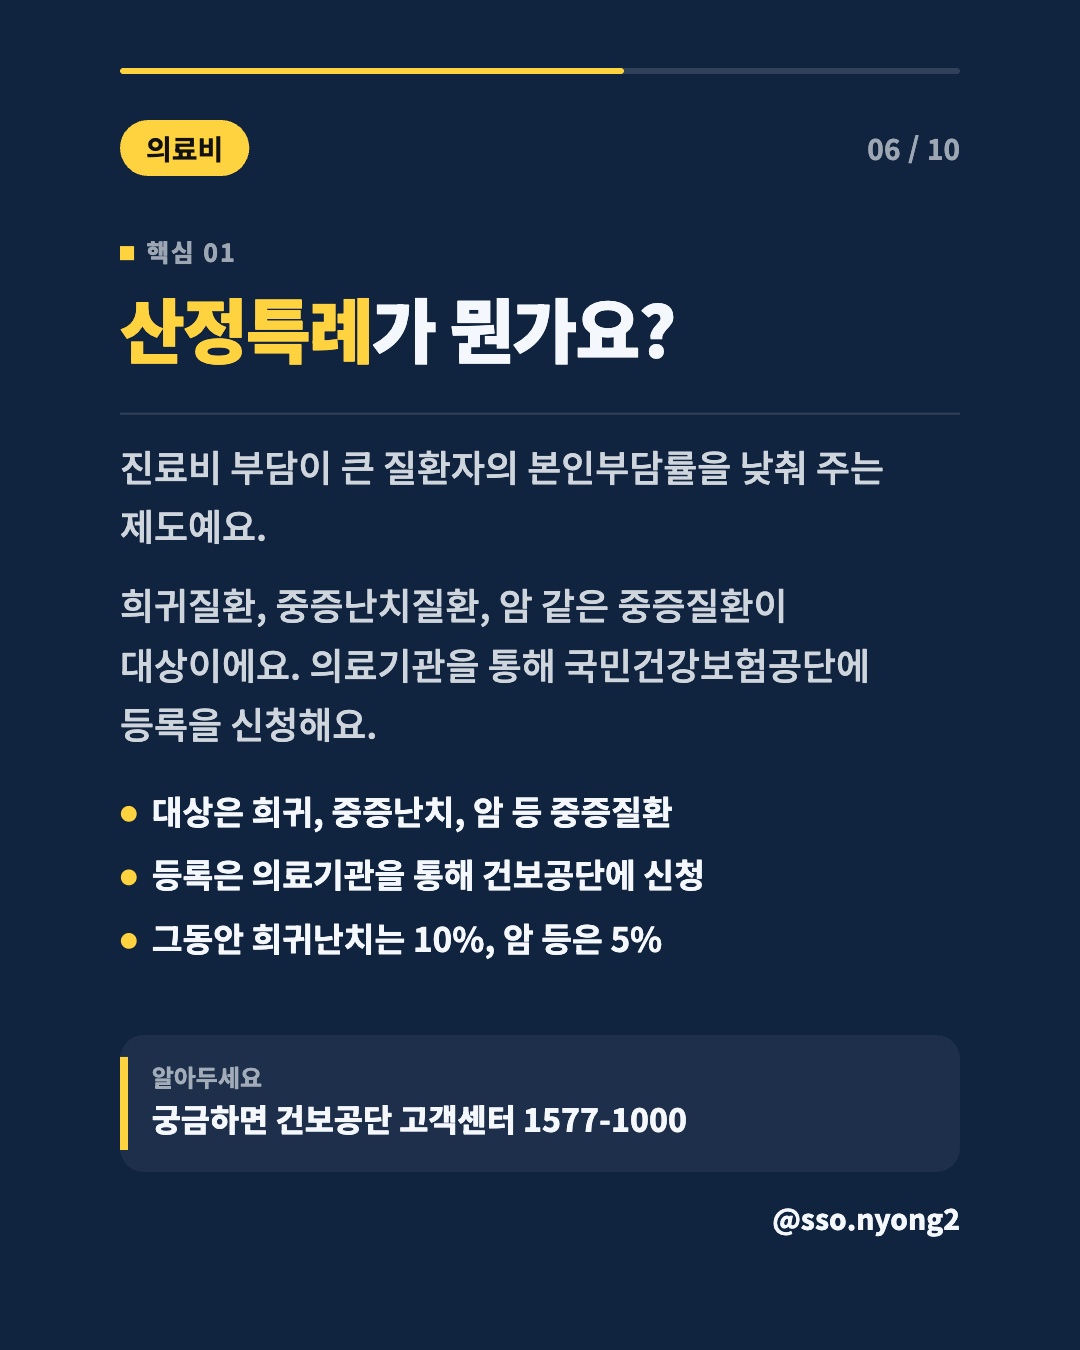 의료비
06 / 10
핵심 01
산정특례가 뭔가요?
진료비 부담이 큰 질환자의 본인부담률을 낮춰 주는
제도예요.
희귀질환, 중증난치질환, 암 같은 중증질환이
대상이에요. 의료기관을 통해 국민건강보험공단에
등록을 신청해요.
대상은 희귀, 중증난치, 암 등 중증질환
등록은 의료기관을 통해 건보공단에 신청
그동안 희귀난치는 10%, 암 등은 5%
알아두세요
궁금하면 건보공단 고객센터 1577-1000
@sso.nyong2